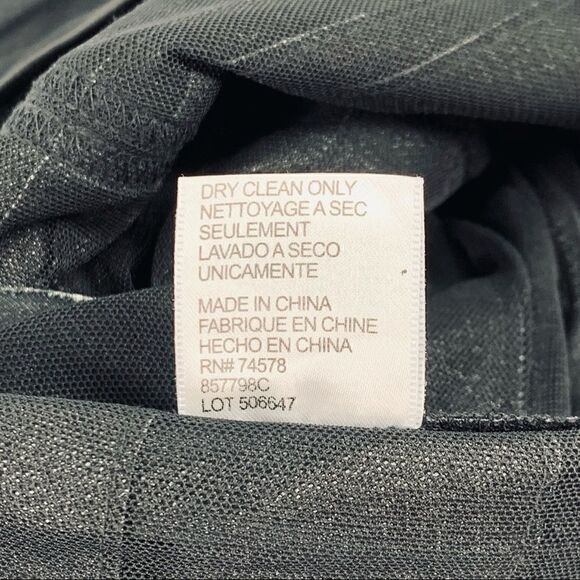 DRY CLEAN ONLY
NETTOYAGE A SEC
SEULEMENT
LAVADO A SECO
UNICAMENTE
MADE IN CHINA
FABRIQUE EN CHINE
HECHO EN CHINA
RN# 74578
857798C
LOT 506647